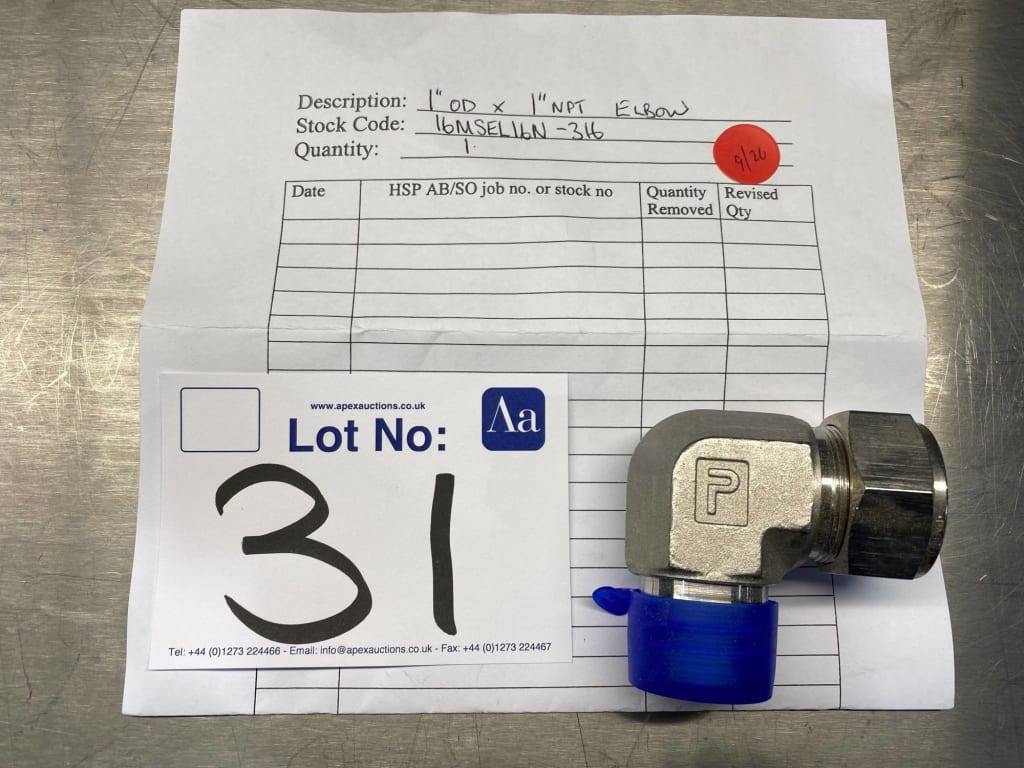 Description: 1" OD x 1" NPT ELBOW
Stock Code: 16MSEL16N-316
Quantity: 1.
9/26
Date HSP AB/SO job no. or stock no Quantity Removed Revised Qty
www.apexauctions.co.uk
Lot No:
Aa
31
Tel: +44 (0)1273 224466 - Email: info@apexauctions.co.uk - Fax: +44 (0)1273 224467
P